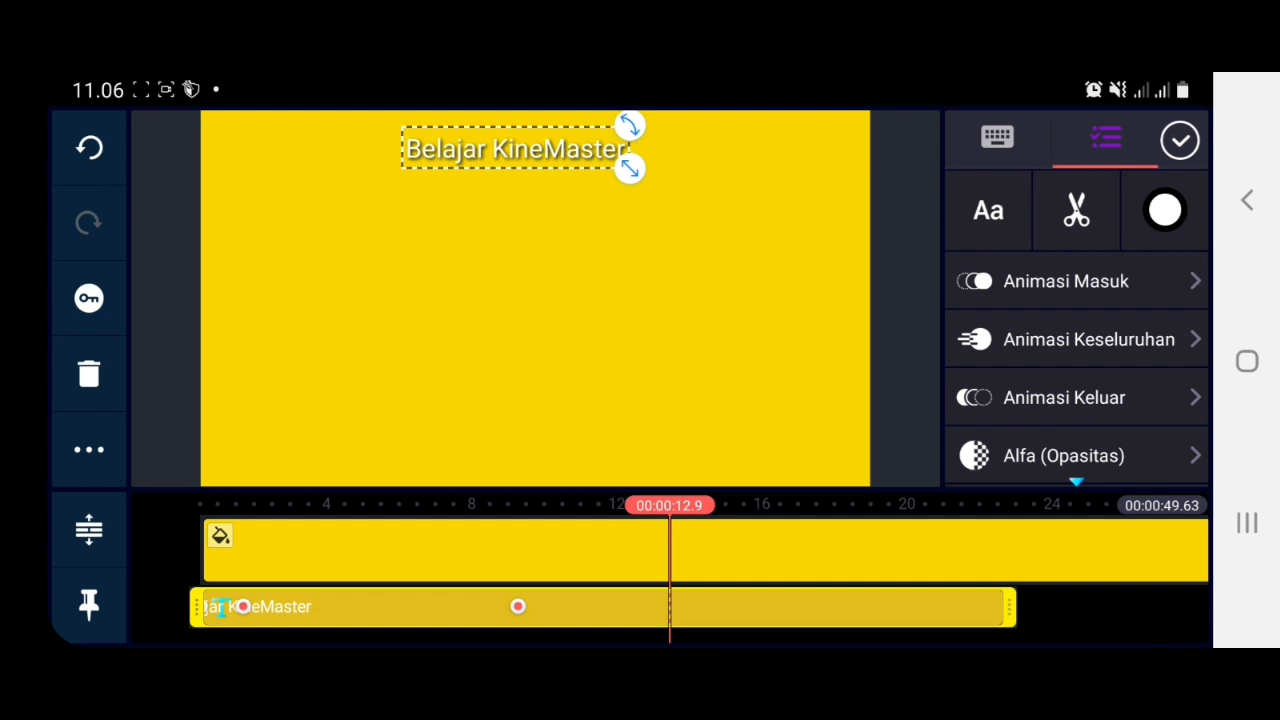 11.06
Belajar KineMaster
Aa
Animasi Masuk
Animasi Keseluruhan
Animasi Keluar
Alfa (Opasitas)
4 8 12 00:00:12.9 16 20 24 00:00:49.63
jar KineMaster